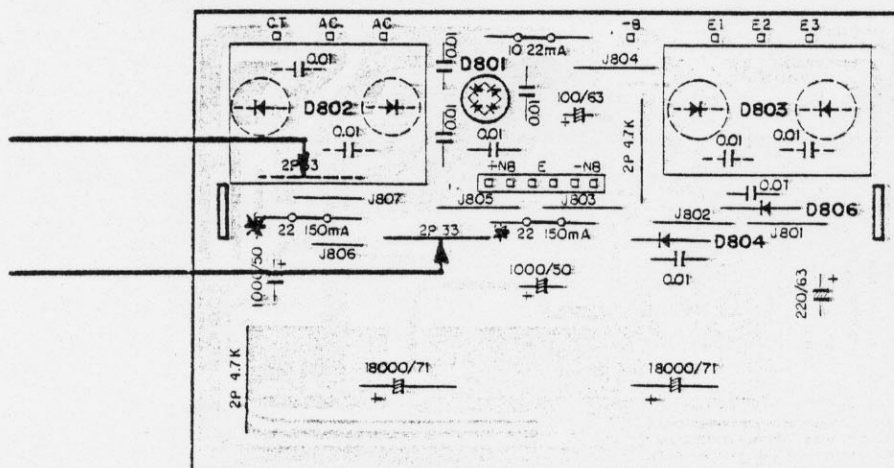 C.T. AC AC -B E1 E2 E3
10 22mA
J804
0.01
0.01
D801
D802
0.01
100/63
D803
0.01
0.01
0.01
0.01
0.01
2P 4.7K
+N8 E -N8
0.01
J807
J805
J803
D806
22 150mA
22 150mA
J802
J801
2P 33
D804
J806
1000/50
1000/50
0.01
220/63
18000/71
18000/71
2P 4.7K